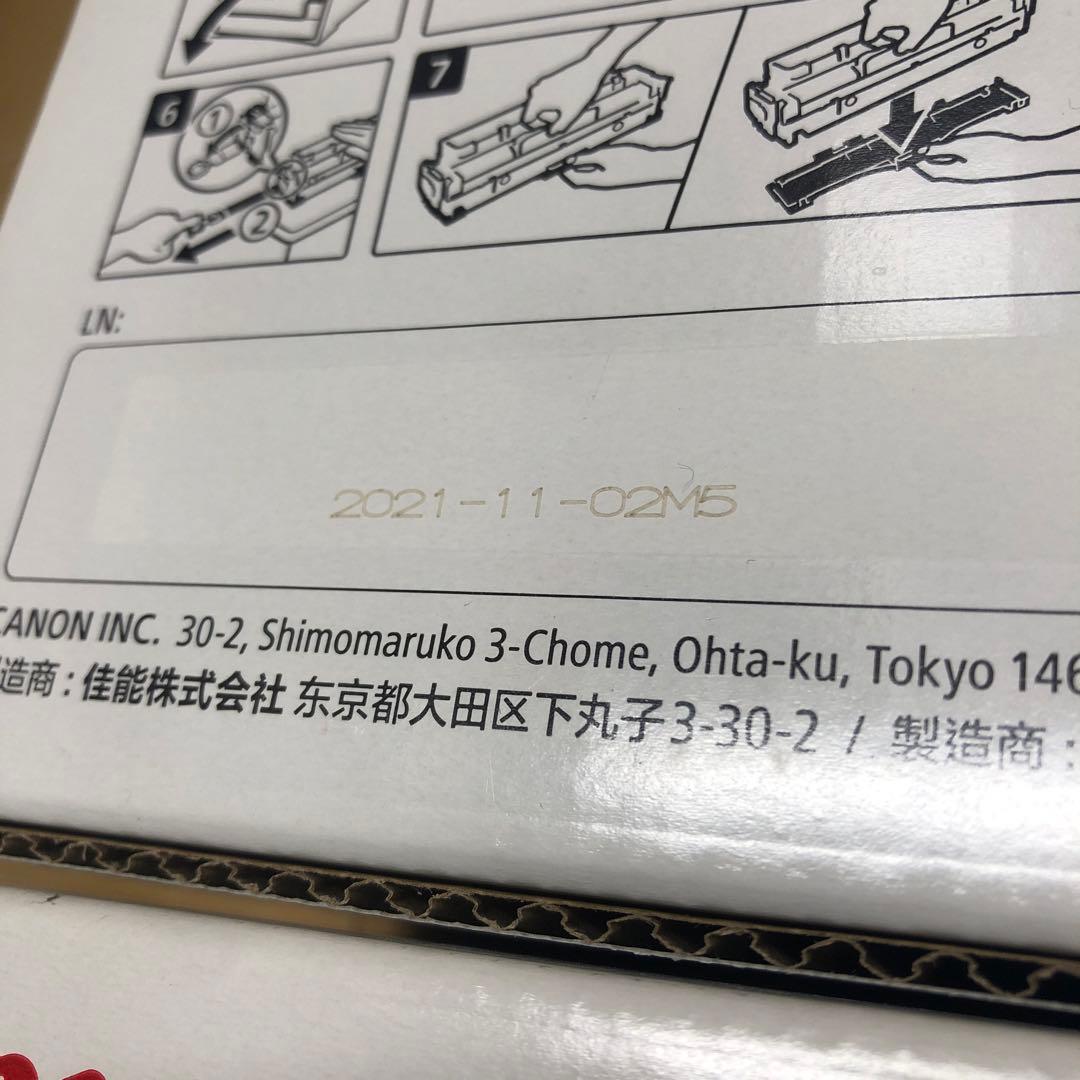 6
1
2
7
LN:
2021-11-02M5
CANON INC. 30-2, Shimomaruko 3-Chome, Ohta-ku, Tokyo 146
造商：佳能株式会社 东京都大田区下丸子3-30-2 / 製造商：